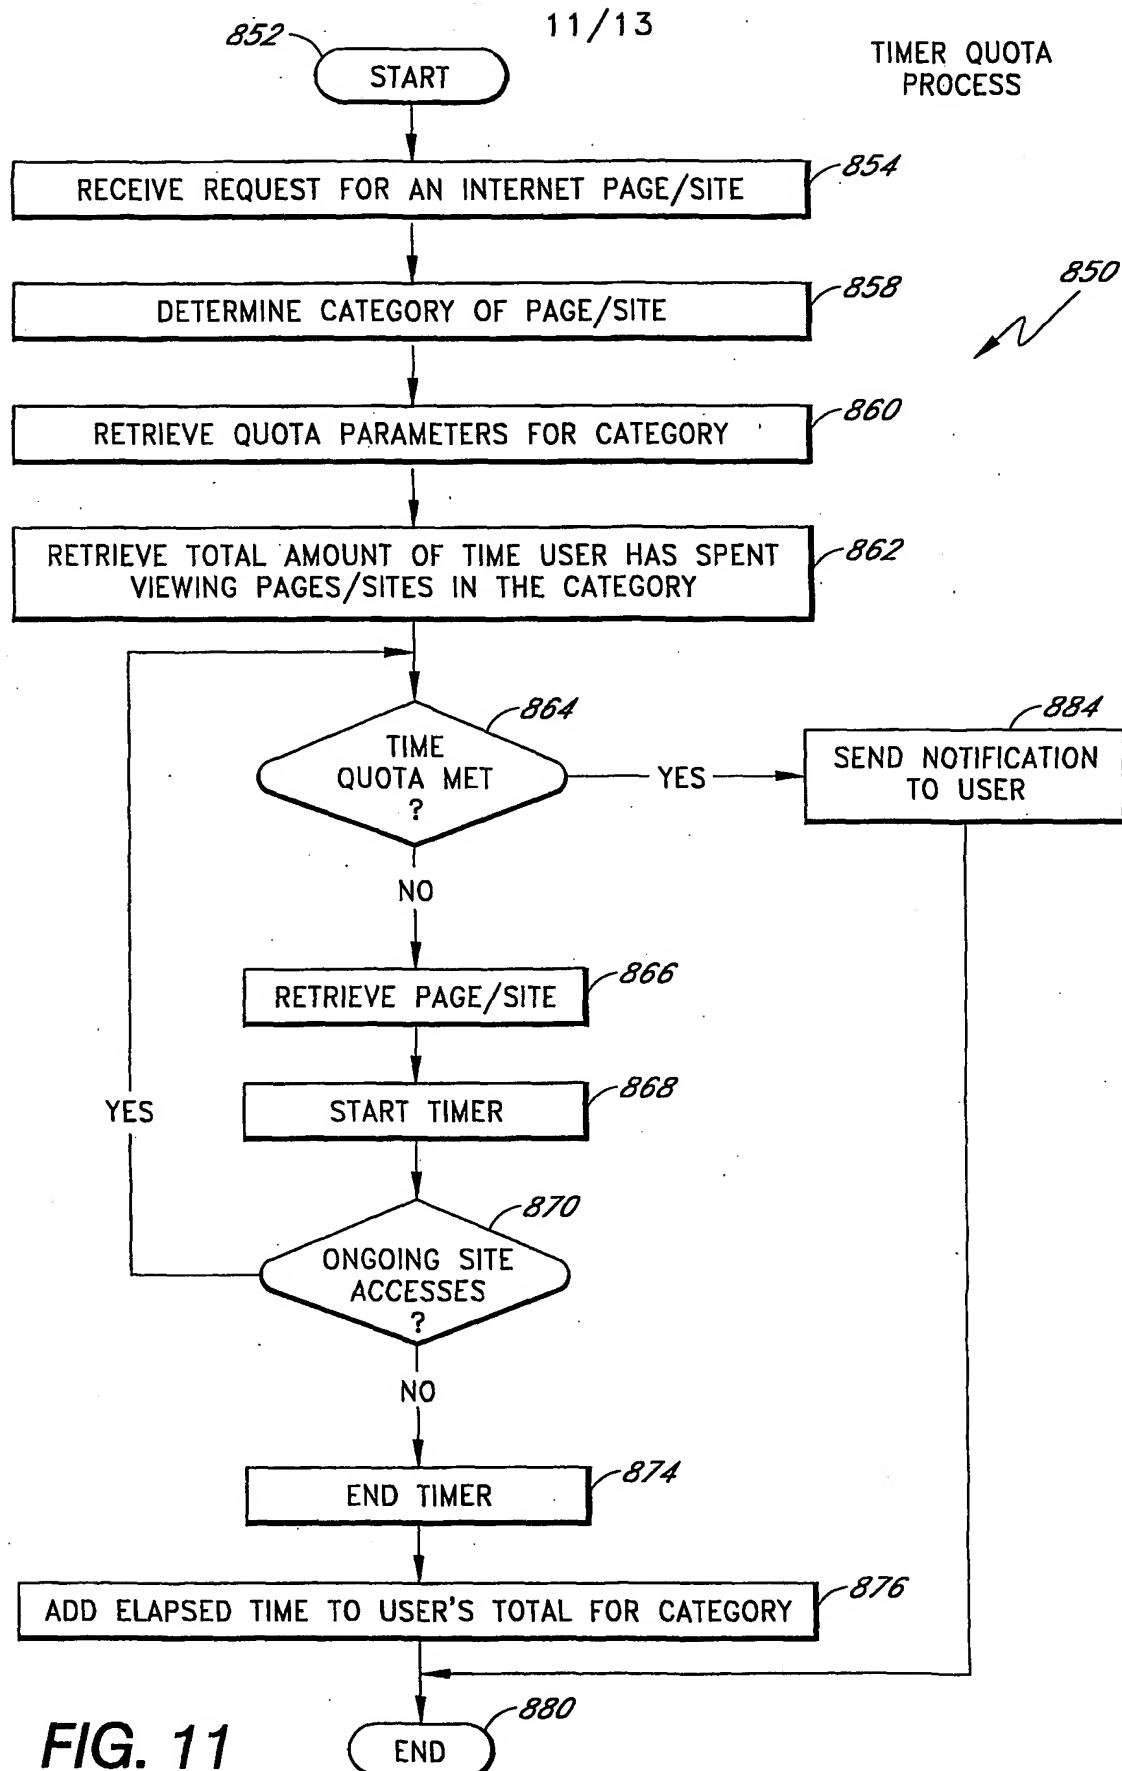 11/13
TIMER QUOTA
PROCESS
852
START
854
RECEIVE REQUEST FOR AN INTERNET PAGE/SITE
850
858
DETERMINE CATEGORY OF PAGE/SITE
860
RETRIEVE QUOTA PARAMETERS FOR CATEGORY
862
RETRIEVE TOTAL AMOUNT OF TIME USER HAS SPENT
VIEWING PAGES/SITES IN THE CATEGORY
864
TIME
QUOTA MET
?
YES
884
SEND NOTIFICATION
TO USER
NO
866
RETRIEVE PAGE/SITE
868
START TIMER
YES
870
ONGOING SITE
ACCESSES
?
NO
874
END TIMER
876
ADD ELAPSED TIME TO USER'S TOTAL FOR CATEGORY
880
END
FIG. 11